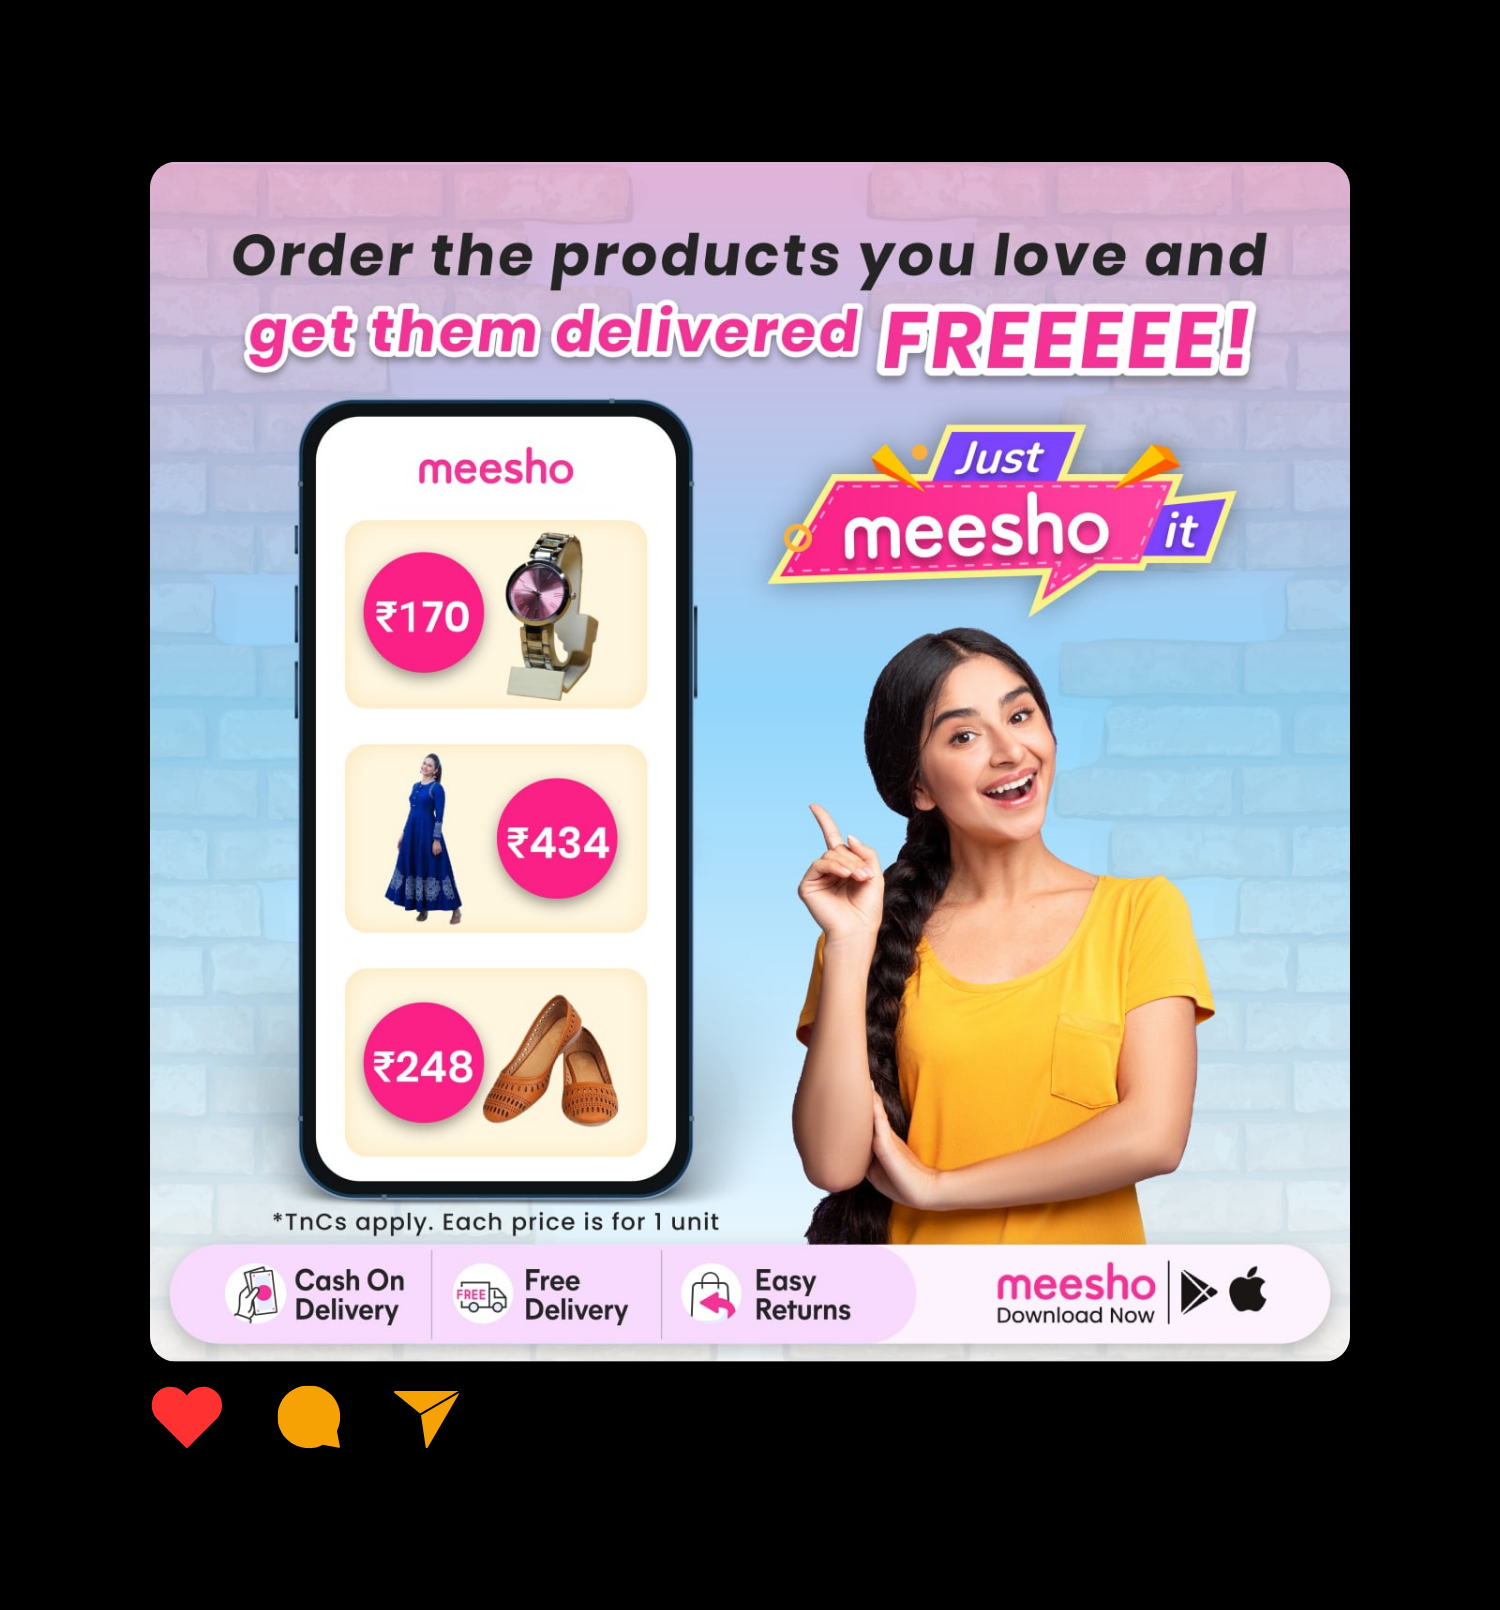 Order the products you love and
get them delivered FREEEEE!
meesho
₹170
₹434
₹248
Just
meesho it
*TnCs apply. Each price is for 1 unit
Cash On
Delivery
FREE
Free
Delivery
Easy
Returns
meesho
Download Now